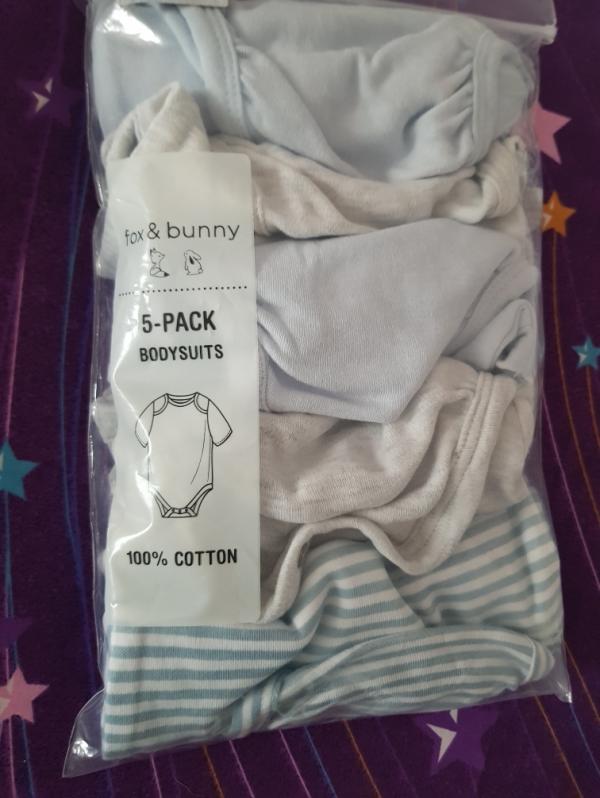 fox & bunny
5-PACK
BODYSUITS
100% COTTON